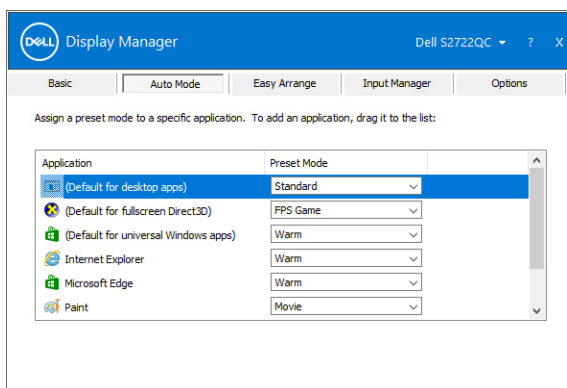 DELL Display Manager Dell S2722QC ? X
Basic Auto Mode Easy Arrange Input Manager Options
Assign a preset mode to a specific application. To add an application, drag it to the list:
Application Preset Mode
(Default for desktop apps) Standard
(Default for fullscreen Direct3D) FPS Game
(Default for universal Windows apps) Warm
Internet Explorer Warm
Microsoft Edge Warm
Paint Movie